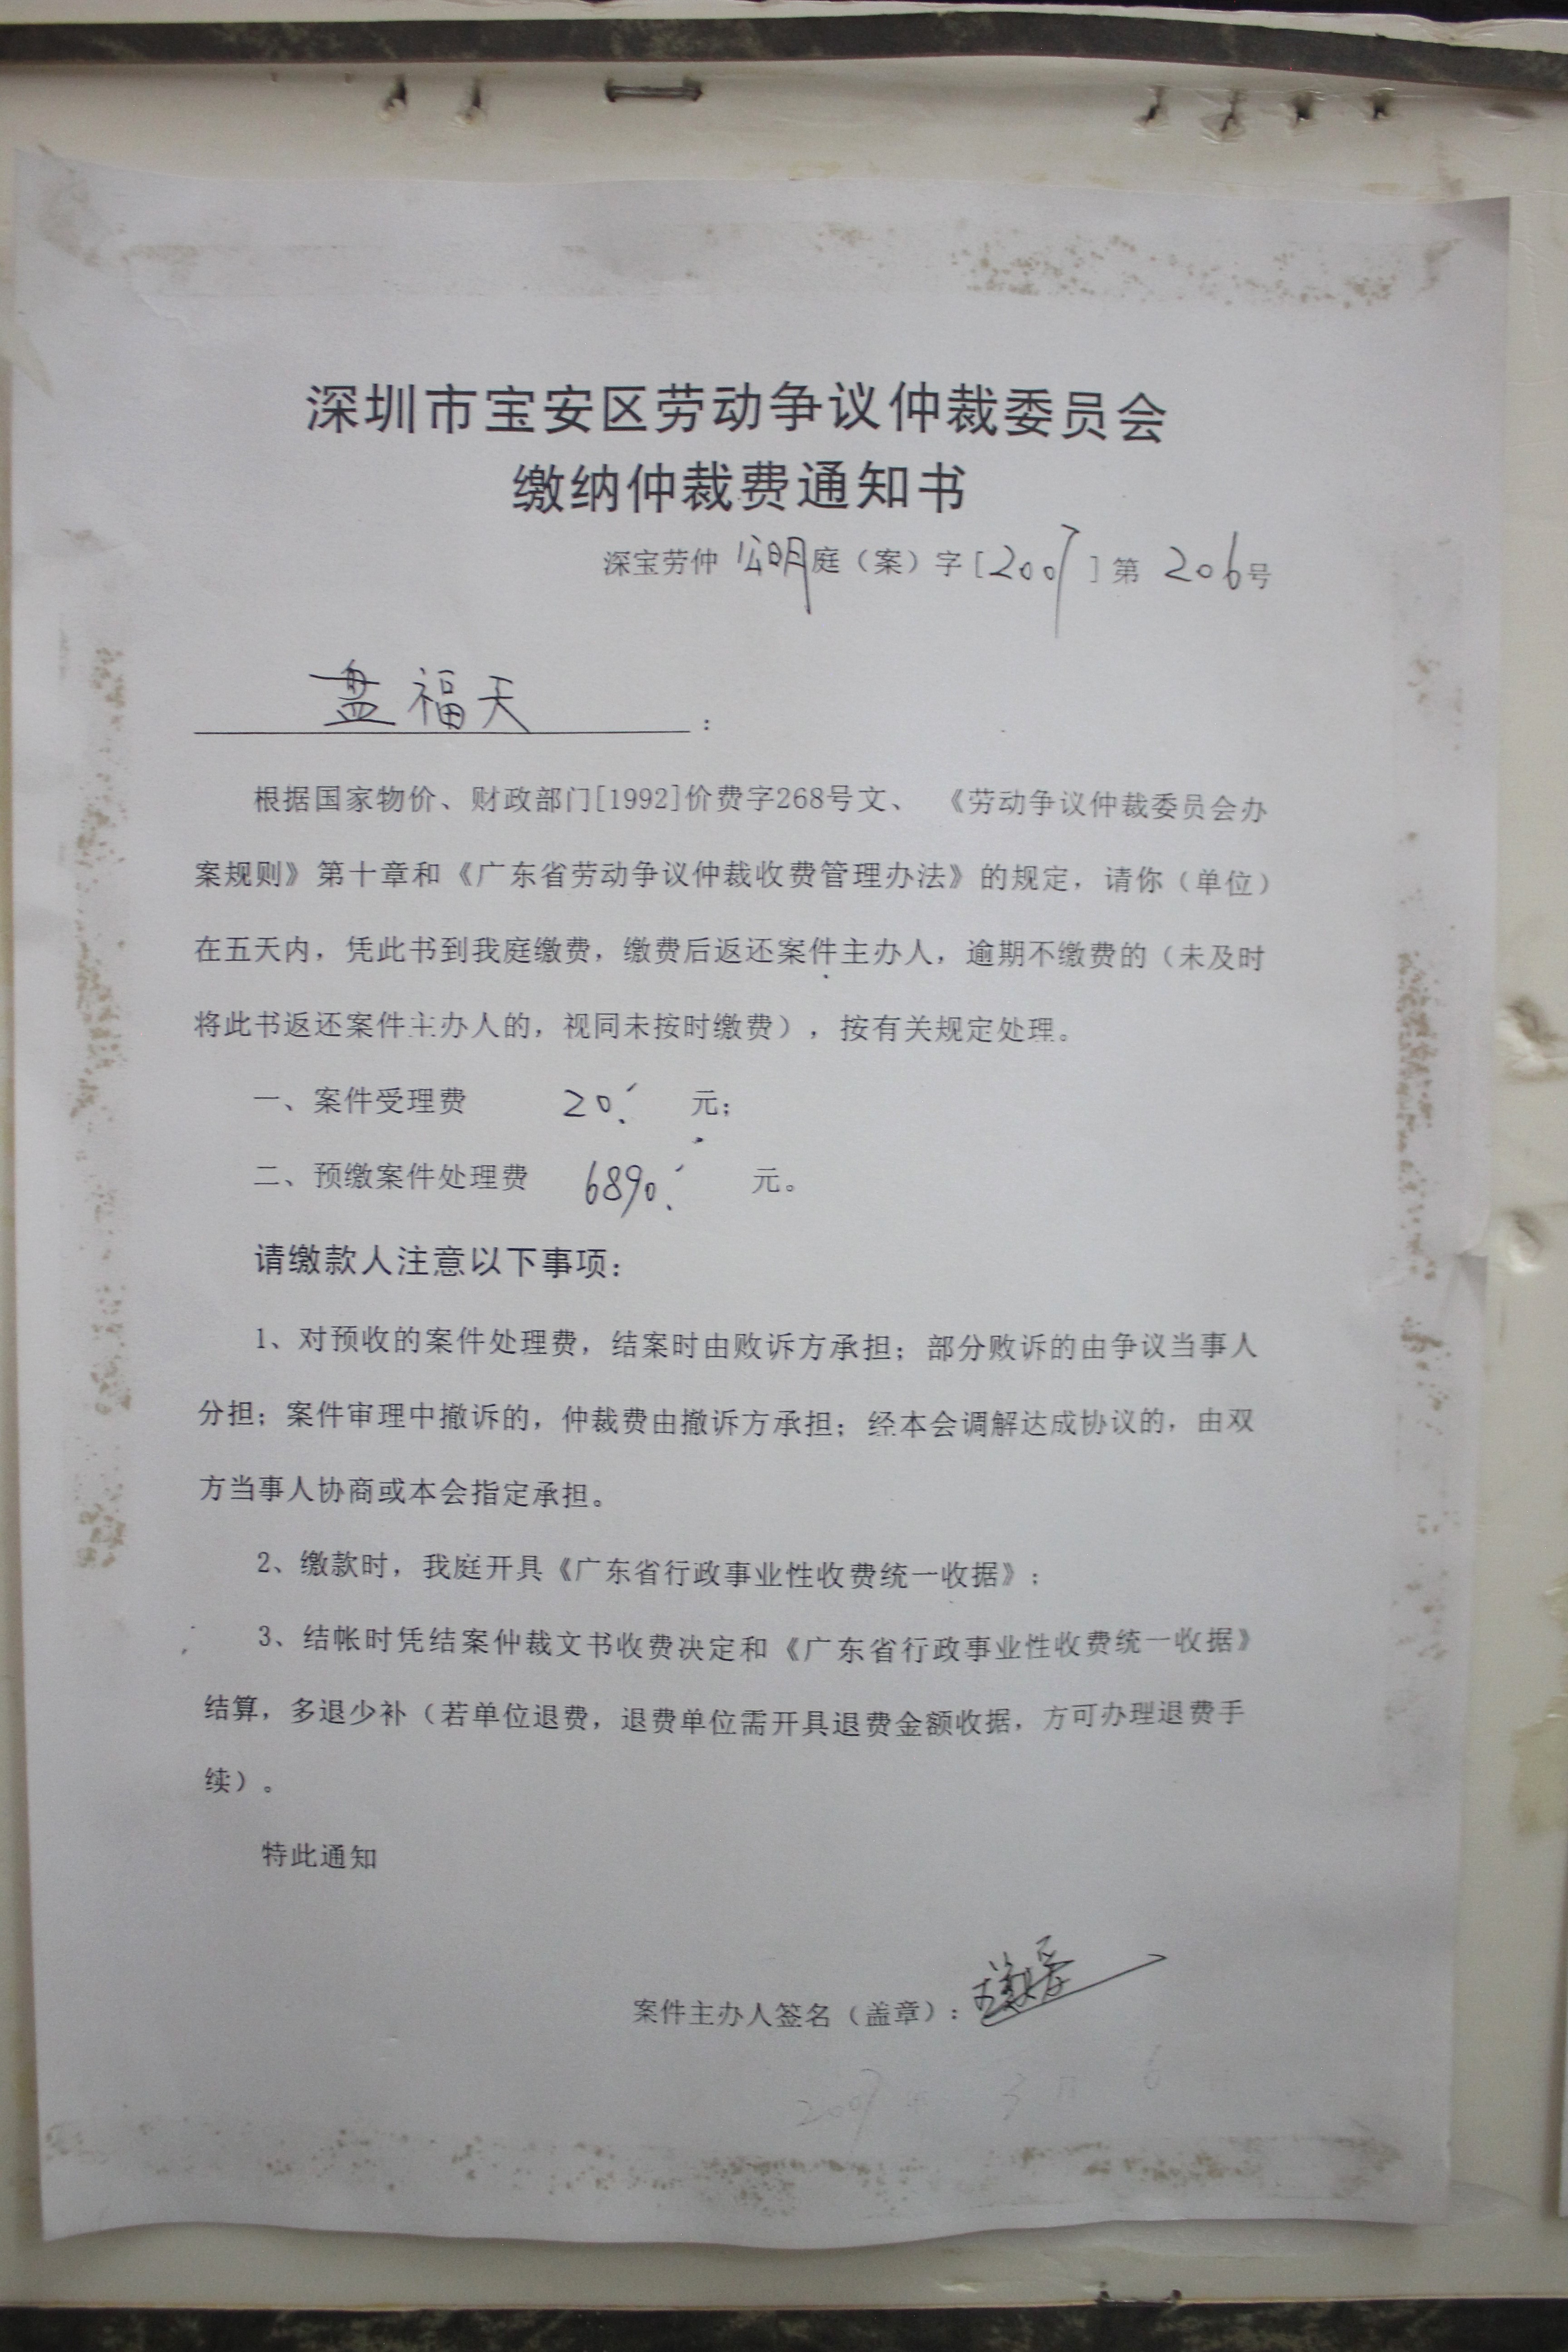 深圳市宝安区劳动争议仲裁委员会
缴纳仲裁费通知书
深宝劳仲公明庭（案）字[2007]第206号
盘福天：
根据国家物价、财政部门[1992]价费字268号文、《劳动争议仲裁委员会办
案规则》第十章和《广东省劳动争议仲裁收费管理办法》的规定，请你（单位）
在五天内，凭此书到我庭缴费，缴费后返还案件主办人，逾期不缴费的（未及时
将此书返还案件主办人的，视同未按时缴费），按有关规定处理。
一、案件受理费 20. 元；
二、预缴案件处理费 6890. 元。
请缴款人注意以下事项：
1、对预收的案件处理费，结案时由败诉方承担；部分败诉的由争议当事人
分担；案件审理中撤诉的，仲裁费由撤诉方承担；经本会调解达成协议的，由双
方当事人协商或本会指定承担。
2、缴款时，我庭开具《广东省行政事业性收费统一收据》；
3、结帐时凭结案仲裁文书收费决定和《广东省行政事业性收费统一收据》
结算，多退少补（若单位退费，退费单位需开具退费金额收据，方可办理退费手
续）。
特此通知
案件主办人签名（盖章）：
2007年 3月 6